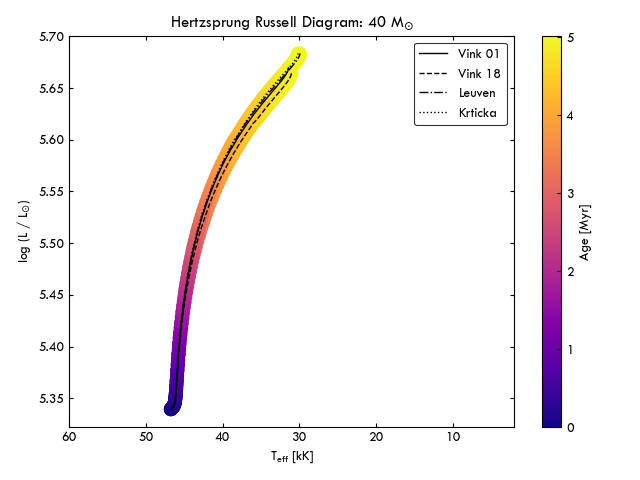 Hertzsprung Russell Diagram: 40 M☉
5.70
5.65
5.60
5.55
5.50
5.45
5.40
5.35
log (L / L☉)
60
50
40
30
20
10
T_eff [kK]
Vink 01
Vink 18
Leuven
Krticka
5
4
3
2
1
0
Age [Myr]